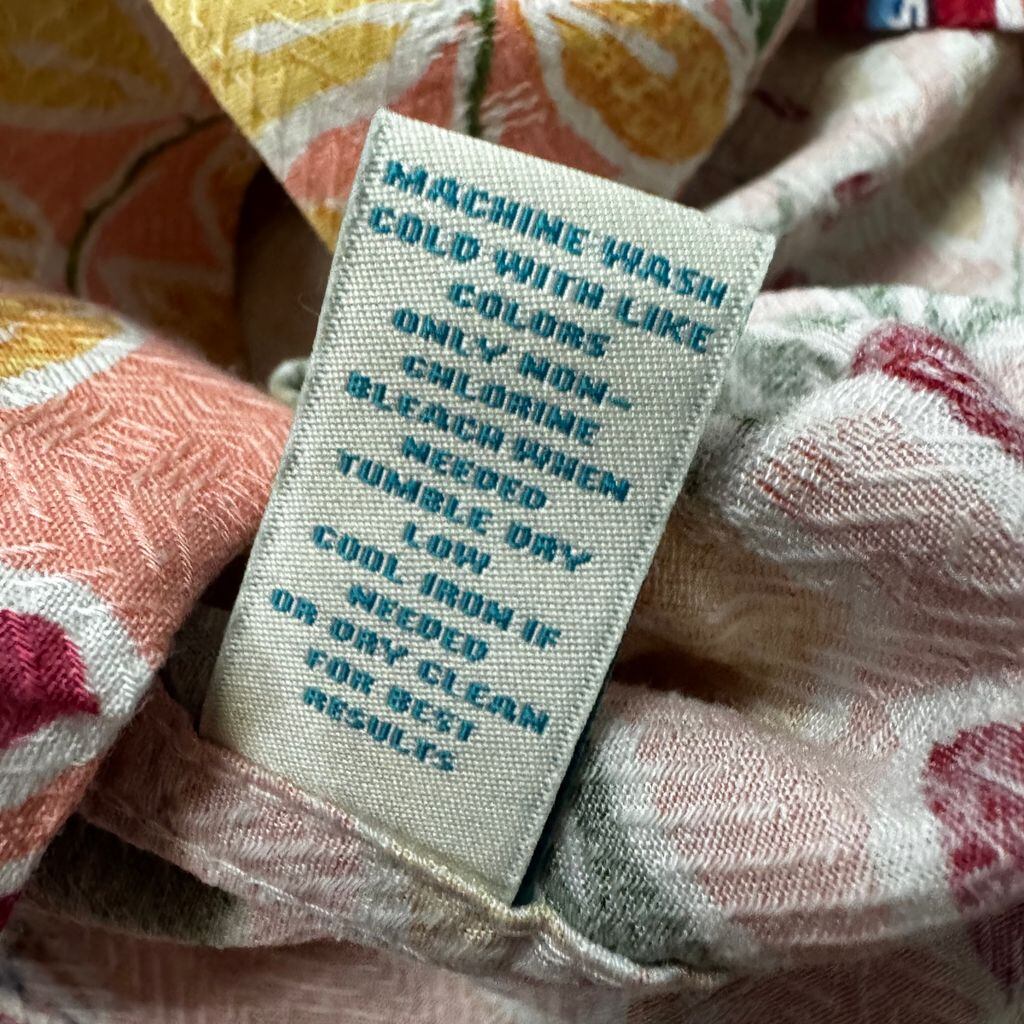 MACHINE WASH
COLD WITH LIKE
COLORS
ONLY NON-
CHLORINE
BLEACH WHEN
NEEDED
TUMBLE DRY
LOW
COOL IRON IF
NEEDED
OR DRY CLEAN
FOR BEST
RESULTS